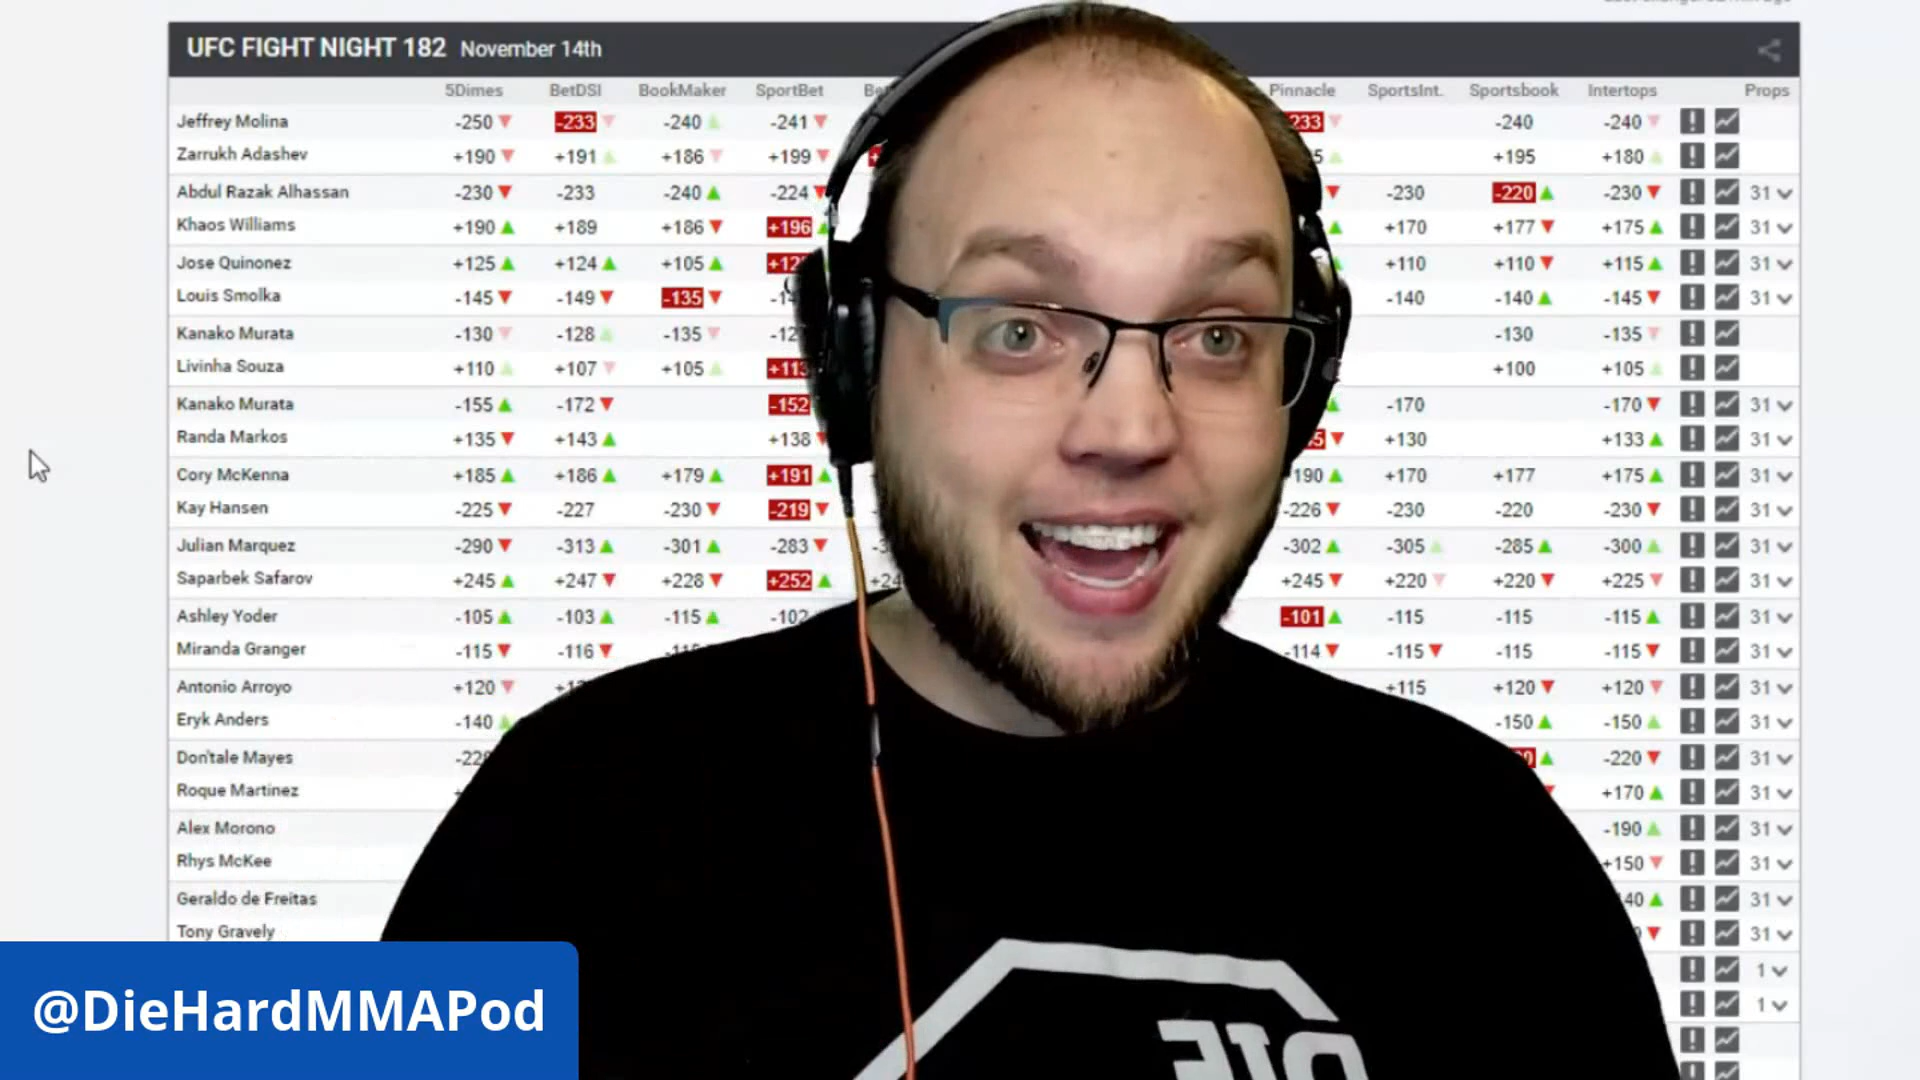 UFC FIGHT NIGHT 182 November 14th
5Dimes BetDSI BookMaker SportBet Pinnacle SportsInt. Sportsbook Intertops Props
Jeffrey Molina -250 -233 -240 -241 -240 -240
Zarrukh Adashev +190 +191 +186 +199 +195 +180
Abdul Razak Alhassan -230 -233 -240 -224 -230 -220 -230 31
Khaos Williams +190 +189 +186 +196 +170 +177 +175 31
Jose Quinonez +125 +124 +105 +110 +110 +115 31
Louis Smolka -145 -149 -135 -140 -140 -145 31
Kanako Murata -130 -128 -135 -130 -135
Livinha Souza +110 +107 +105 +113 +100 +105
Kanako Murata -155 -172 -152 -170 -170 31
Randa Markos +135 +143 +138 +130 +133 31
Cory McKenna +185 +186 +179 +191 +190 +170 +177 +175 31
Kay Hansen -225 -227 -230 -219 -226 -230 -220 -230 31
Julian Marquez -290 -313 -301 -283 -302 -305 -285 -300 31
Saparbek Safarov +245 +247 +228 +252 +245 +220 +220 +225 31
Ashley Yoder -105 -103 -115 -102 -101 -115 -115 -115 31
Miranda Granger -115 -116 -114 -115 -115 -115 31
Antonio Arroyo +120 +115 +120 +120 31
Eryk Anders -140 -150 -150 31
Don'tale Mayes -220 31
Roque Martinez +170 31
Alex Morono -190 31
Rhys McKee +150 31
Geraldo de Freitas 31
Tony Gravely 31
1
1
@DieHardMMAPod
DIE